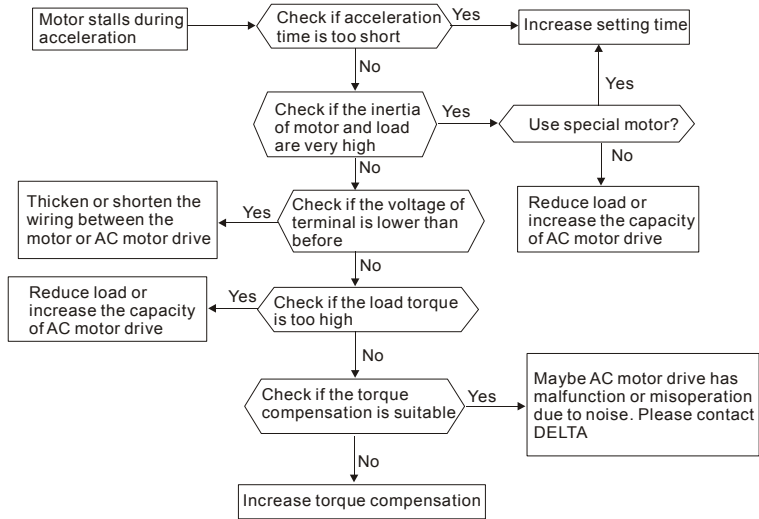 Motor stalls during
acceleration
Check if acceleration
time is too short
Yes
Increase setting time
No
Yes
Check if the inertia
of motor and load
are very high
Yes
Use special motor?
No
No
Thicken or shorten the
wiring between the
motor or AC motor drive
Yes
Check if the voltage of
terminal is lower than
before
Reduce load or
increase the capacity
of AC motor drive
No
Reduce load or
increase the capacity
of AC motor drive
Yes
Check if the load torque
is too high
No
Check if the torque
compensation is suitable
Yes
Maybe AC motor drive has
malfunction or misoperation
due to noise. Please contact
DELTA
No
Increase torque compensation